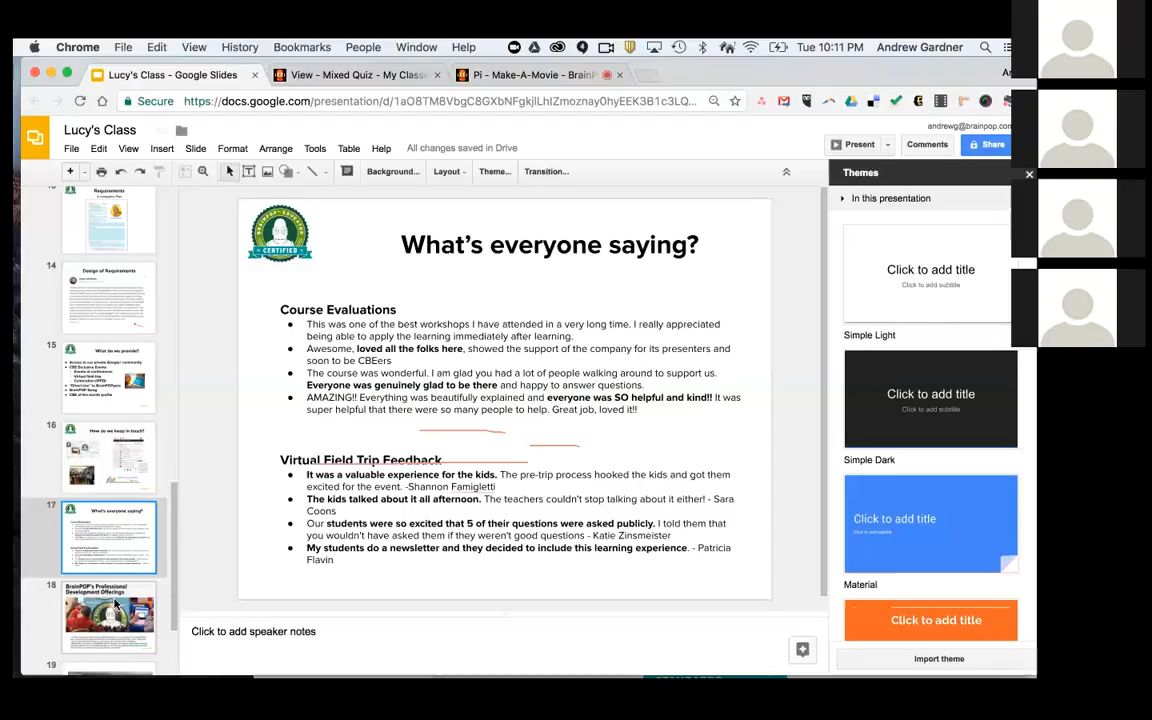 Chrome File Edit View History Bookmarks People Window Help Tue 10:11 PM Andrew Gardner
Lucy's Class - Google Slides × View - Mixed Quiz - My Classe × Pi - Make-A-Movie - BrainP ×
Secure https://docs.google.com/presentation/d/
Lucy's Class
andrewg@brainpop.com
File Edit View Insert Slide Format Arrange Tools Table Help All changes saved in Drive
Present Comments Share
Background... Layout Theme... Transition...
Themes
In this presentation
Requirements
14
Design of Requirements
15
What do we provide?
16
How do we keep in touch?
17
What's everyone saying?
18
BrainPOP's Professional
Development Offerings
19
BRAINPOP EDUCATOR
CERTIFIED
What's everyone saying?
Course Evaluations
● This was one of the best workshops I have attended in a very long time. I really appreciated
being able to apply the learning immediately after learning.
● Awesome, loved all the folks here, showed the support of the company for its presenters and
soon to be CBEers
● The course was wonderful. I am glad you had a lot of people walking around to support us.
Everyone was genuinely glad to be there and happy to answer questions.
● AMAZING!! Everything was beautifully explained and everyone was SO helpful and kind!! It was
super helpful that there were so many people to help. Great job, loved it!!
Virtual Field Trip Feedback
● It was a valuable experience for the kids. The pre-trip process hooked the kids and got them
excited for the event. -Shannon Famigletti
● The kids talked about it all afternoon. The teachers couldn't stop talking about it either! - Sara
Coons
● Our students were so excited that 5 of their questions were asked publicly. I told them that
you wouldn't have asked them if they weren't good questions - Katie Zinsmeister
● My students do a newsletter and they decided to include this learning experience. - Patricia
Flavin
Click to add speaker notes
Click to add title
Click to add subtitle
Simple Light
Click to add title
Click to add subtitle
Simple Dark
Click to add title
Click to add subtitle
Material
Click to add title
Import theme